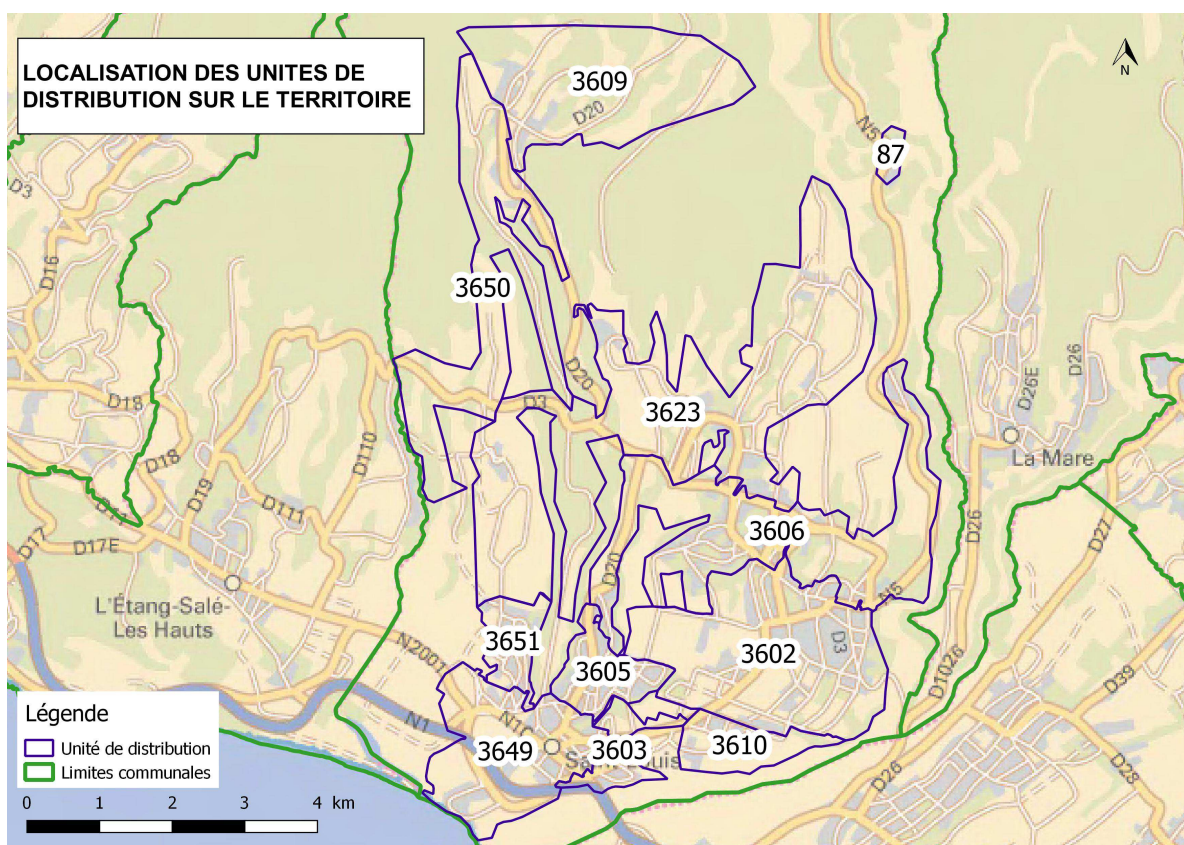 LOCALISATION DES UNITES DE
DISTRIBUTION SUR LE TERRITOIRE
N
3609
D20
N5
87
D3
D16
3650
D20
D26E
D26
D18
D3
3623
D110
La Mare
D18
D19
D11
D111
D17
D17E
3606
D26
D27
D20
N5
L'Étang-Salé-
Les Hauts
N2001
3651
3602
D3
3605
D1026
D39
N1
3649
3603
3610
D26
D28
Légende
Unité de distribution
Limites communales
0 1 2 3 4 km